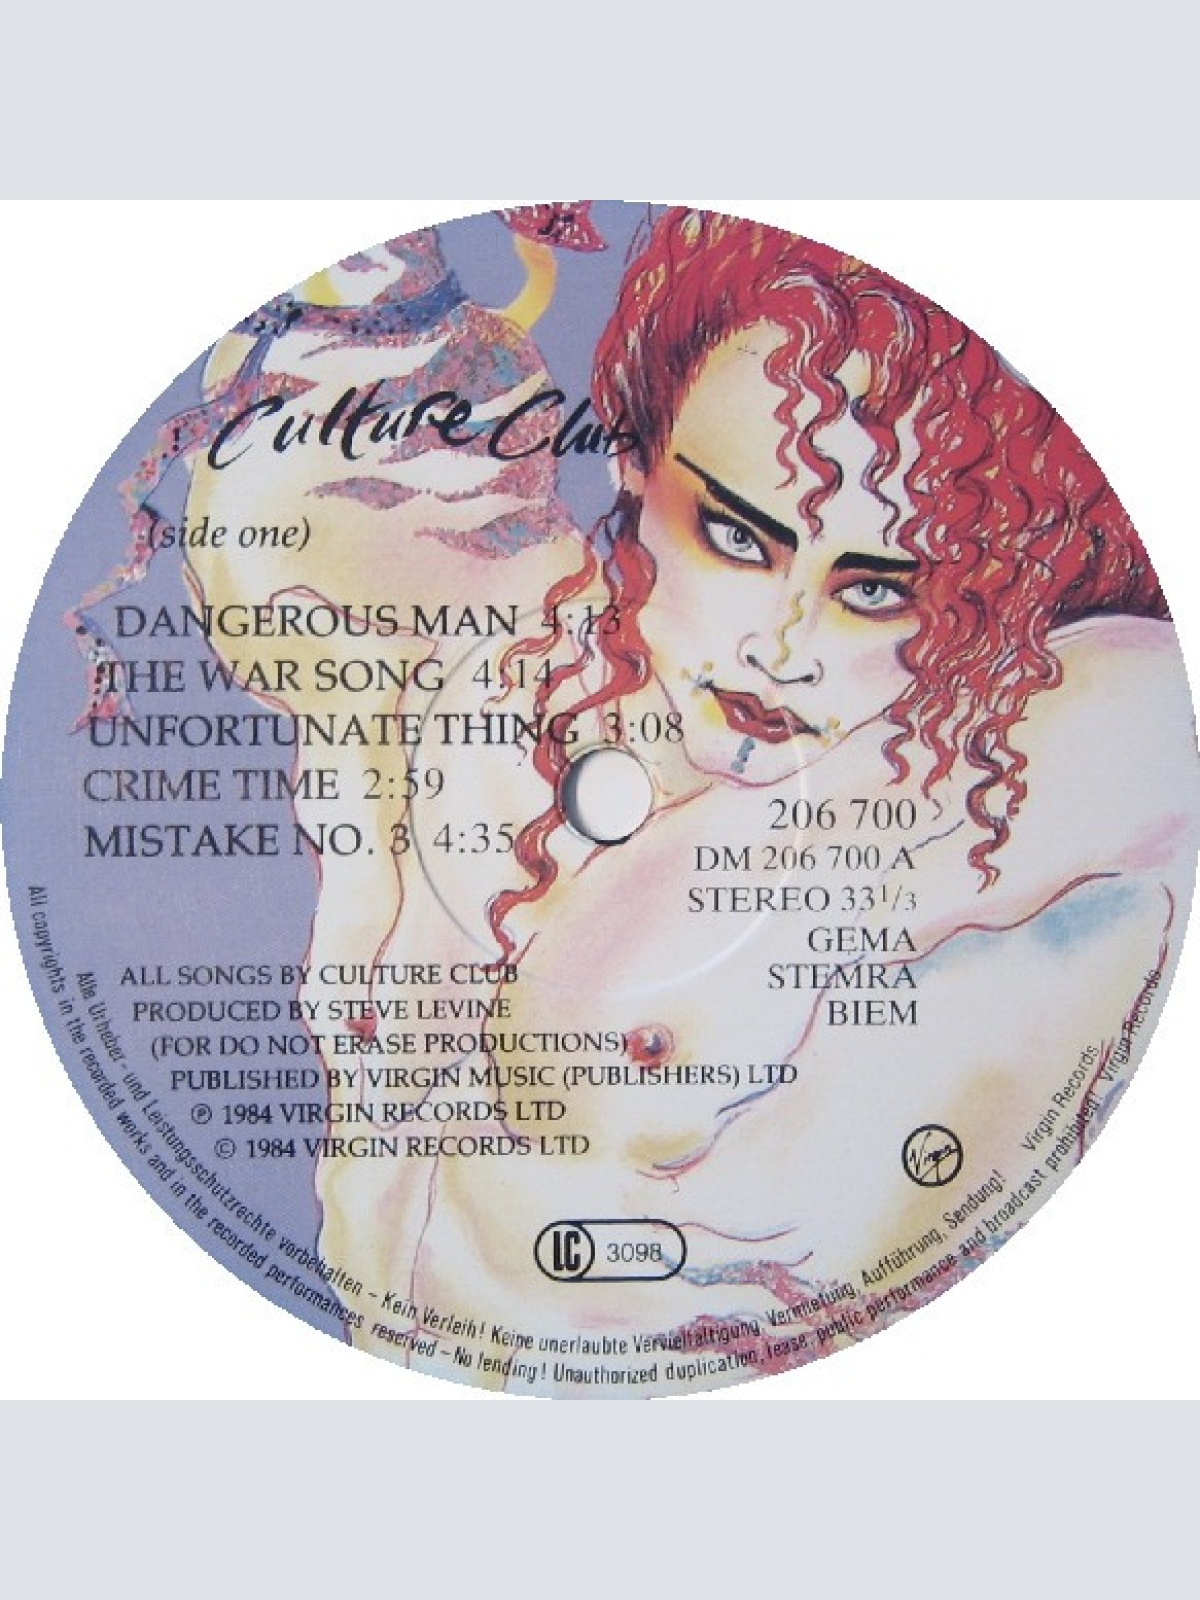 Culture Club
(side one)
DANGEROUS MAN 4:13
THE WAR SONG 4:14
UNFORTUNATE THING 3:08
CRIME TIME 2:59
MISTAKE NO. 3 4:35
206 700
DM 206 700 A
STEREO 33 1/3
GEMA
STEMRA
BIEM
ALL SONGS BY CULTURE CLUB
PRODUCED BY STEVE LEVINE
(FOR DO NOT ERASE PRODUCTIONS)
PUBLISHED BY VIRGIN MUSIC (PUBLISHERS) LTD
℗ 1984 VIRGIN RECORDS LTD
© 1984 VIRGIN RECORDS LTD
Virgin
LC 3098
Alle Urheber- und Leistungsschutzrechte vorbehalten – Kein Verleih! Keine unerlaubte Vervielfältigung, Vermietung, Aufführung, Sendung! Virgin Records
All copyrights in the recorded works and in the recorded performances reserved – No lending! Unauthorized duplication, lease, public performance and broadcast prohibited! Virgin Records